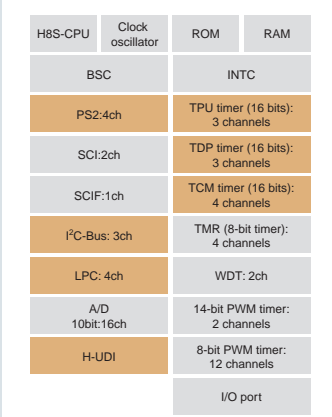 H8S-CPU
Clock
oscillator
ROM
RAM
BSC
INTC
PS2:4ch
TPU timer (16 bits):
3 channels
SCI:2ch
TDP timer (16 bits):
3 channels
SCIF:1ch
TCM timer (16 bits):
4 channels
I²C-Bus: 3ch
TMR (8-bit timer):
4 channels
LPC: 4ch
WDT: 2ch
A/D
10bit:16ch
14-bit PWM timer:
2 channels
H-UDI
8-bit PWM timer:
12 channels
I/O port